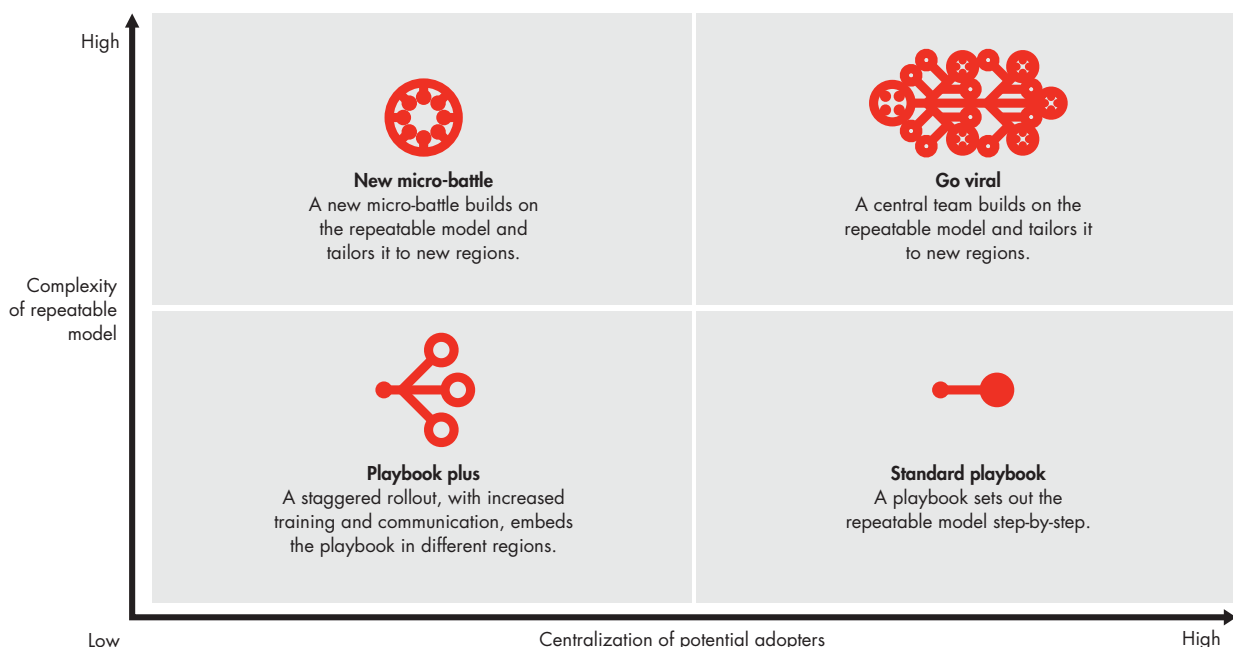 High
New micro-battle
A new micro-battle builds on
the repeatable model and
tailors it to new regions.
Go viral
A central team builds on the
repeatable model and tailors it
to new regions.
Complexity
of repeatable
model
Playbook plus
A staggered rollout, with increased
training and communication, embeds
the playbook in different regions.
Standard playbook
A playbook sets out the
repeatable model step-by-step.
Low
Centralization of potential adopters
High